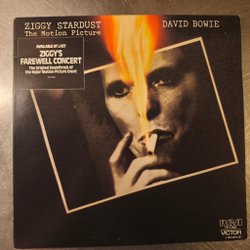 ZIGGY STARDUST
DAVID BOWIE
The Motion Picture
AVAILABLE AT LAST!
ZIGGY'S
FAREWELL CONCERT
The Original Soundtrack of
the Major Motion Picture Event
RCA
VICTOR